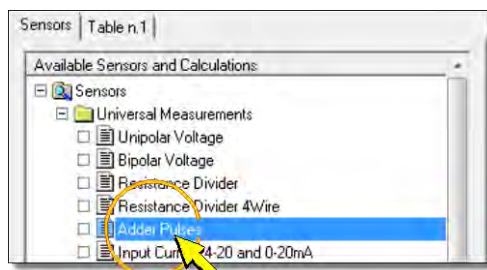 Sensors Table n.1
Available Sensors and Calculations
Sensors
Universal Measurements
Unipolar Voltage
Bipolar Voltage
Resistance Divider
Resistance Divider 4Wire
Adder Pulses
Input Current 4-20 and 0-20mA